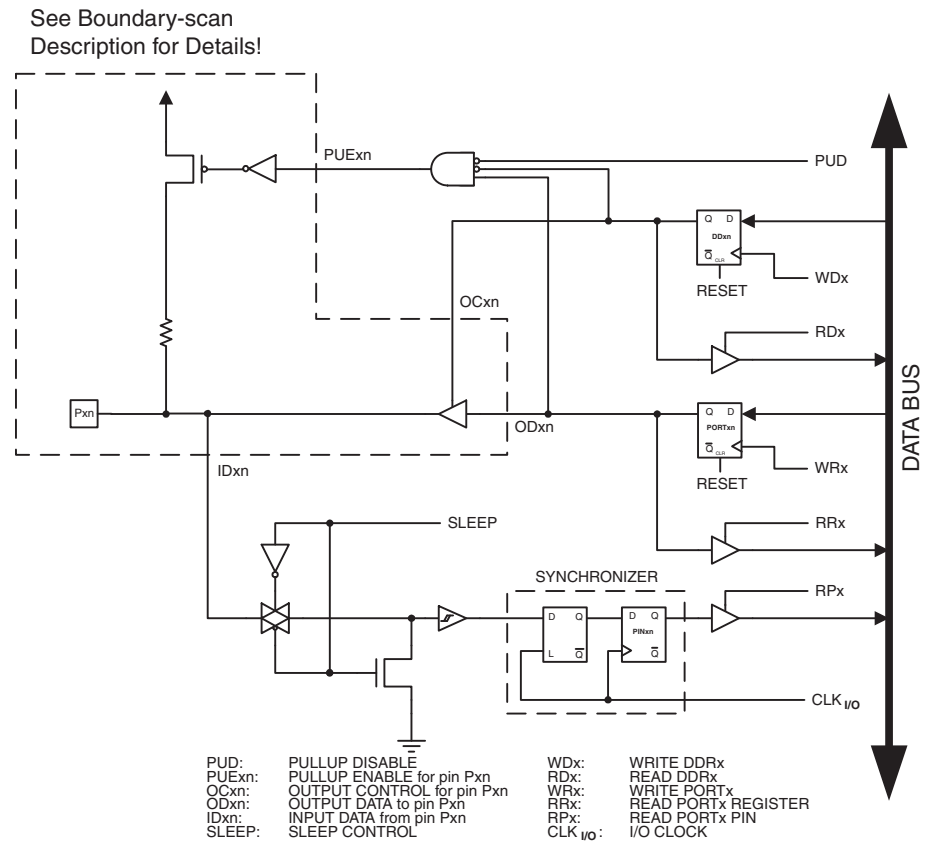 See Boundary-scan
Description for Details!
PUExn
PUD
Q D
DDxn
Q CLR
WDx
RESET
OCxn
RDx
DATA BUS
Pxn
ODxn
Q D
PORTxn
Q CLR
WRx
RESET
IDxn
SLEEP
RRx
SYNCHRONIZER
RPx
D Q
L Q
D Q
PINxn
Q
CLK I/O
PUD: PULLUP DISABLE
PUExn: PULLUP ENABLE for pin Pxn
OCxn: OUTPUT CONTROL for pin Pxn
ODxn: OUTPUT DATA to pin Pxn
IDxn: INPUT DATA from pin Pxn
SLEEP: SLEEP CONTROL
WDx: WRITE DDRx
RDx: READ DDRx
WRx: WRITE PORTx
RRx: READ PORTx REGISTER
RPx: READ PORTx PIN
CLK I/O: I/O CLOCK